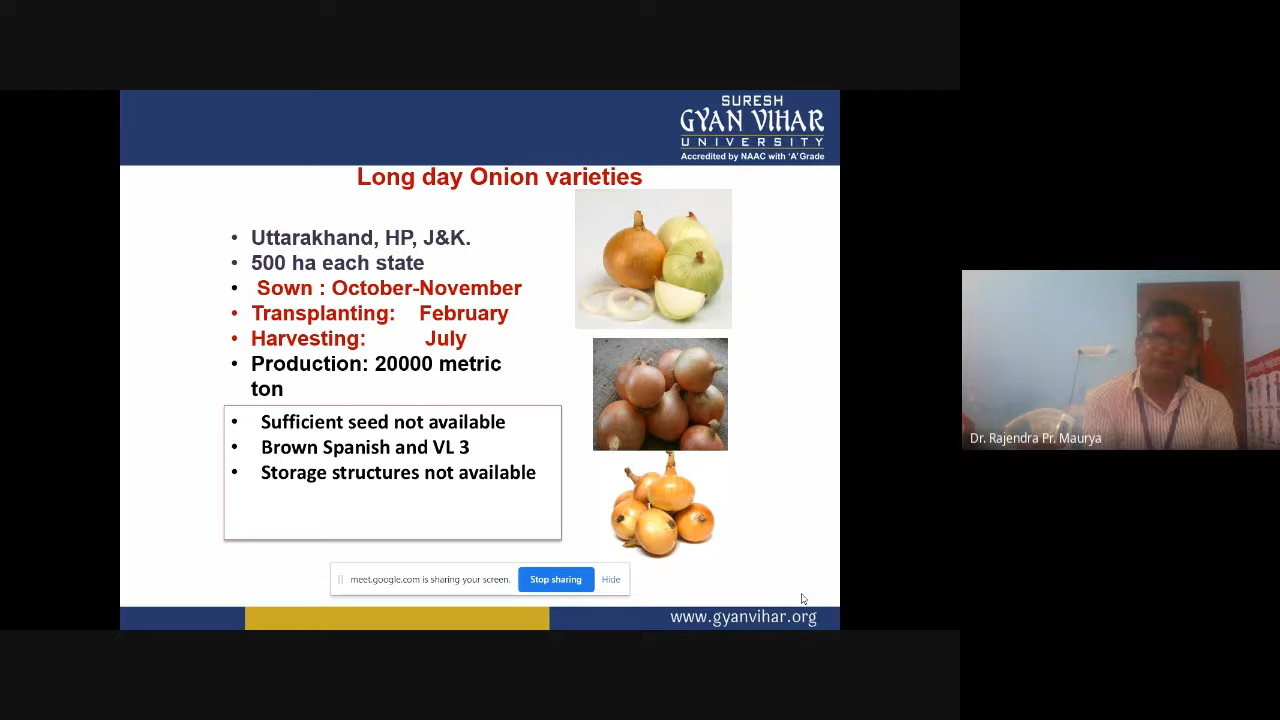 SURESH
GYAN VIHAR
UNIVERSITY
Accredited by NAAC with 'A' Grade
Long day Onion varieties
• Uttarakhand, HP, J&K.
• 500 ha each state
• Sown : October-November
• Transplanting: February
• Harvesting: July
• Production: 20000 metric
ton
• Sufficient seed not available
• Brown Spanish and VL 3
• Storage structures not available
meet.google.com is sharing your screen. Stop sharing Hide
www.gyanvihar.org
Dr. Rajendra Pr. Maurya